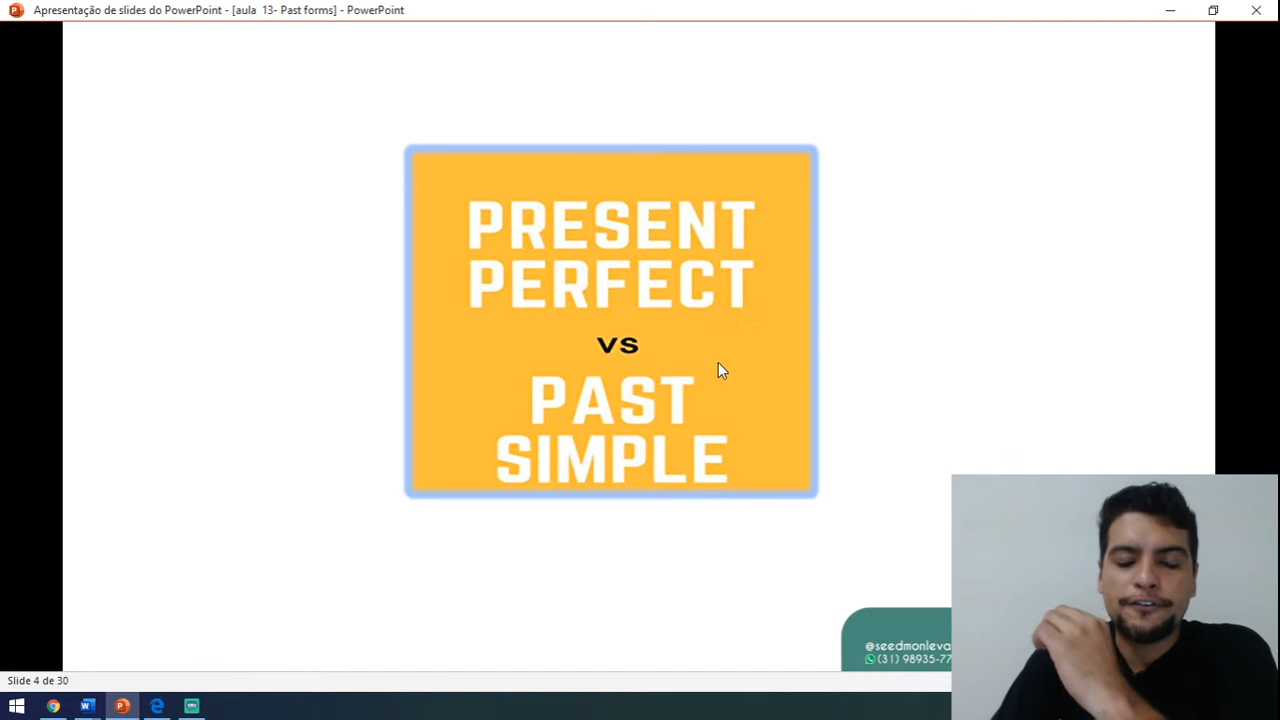 Apresentação de slides do PowerPoint - [aula 13- Past forms] - PowerPoint
PRESENT
PERFECT
vs
PAST
SIMPLE
@seedmonleva
(31) 98935-77
Slide 4 de 30